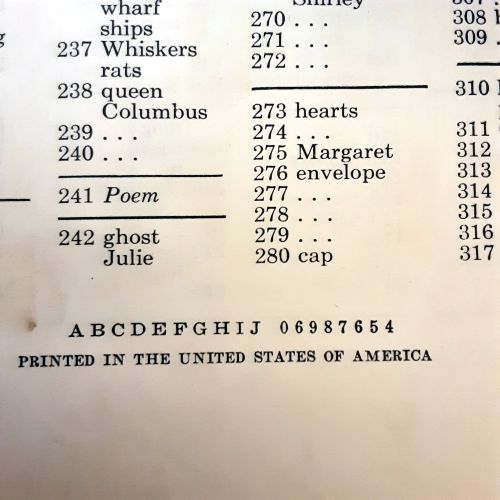 wharf
ships
237 Whiskers
rats
238 queen
Columbus
239 . . .
240 . . .
241 Poem
242 ghost
Julie
270 . . .
271 . . .
272 . . .
273 hearts
274 . . .
275 Margaret
276 envelope
277 . . .
278 . . .
279 . . .
280 cap
308
309
310
311
312
313
314
315
316
317
A B C D E F G H I J 0 6 9 8 7 6 5 4
PRINTED IN THE UNITED STATES OF AMERICA